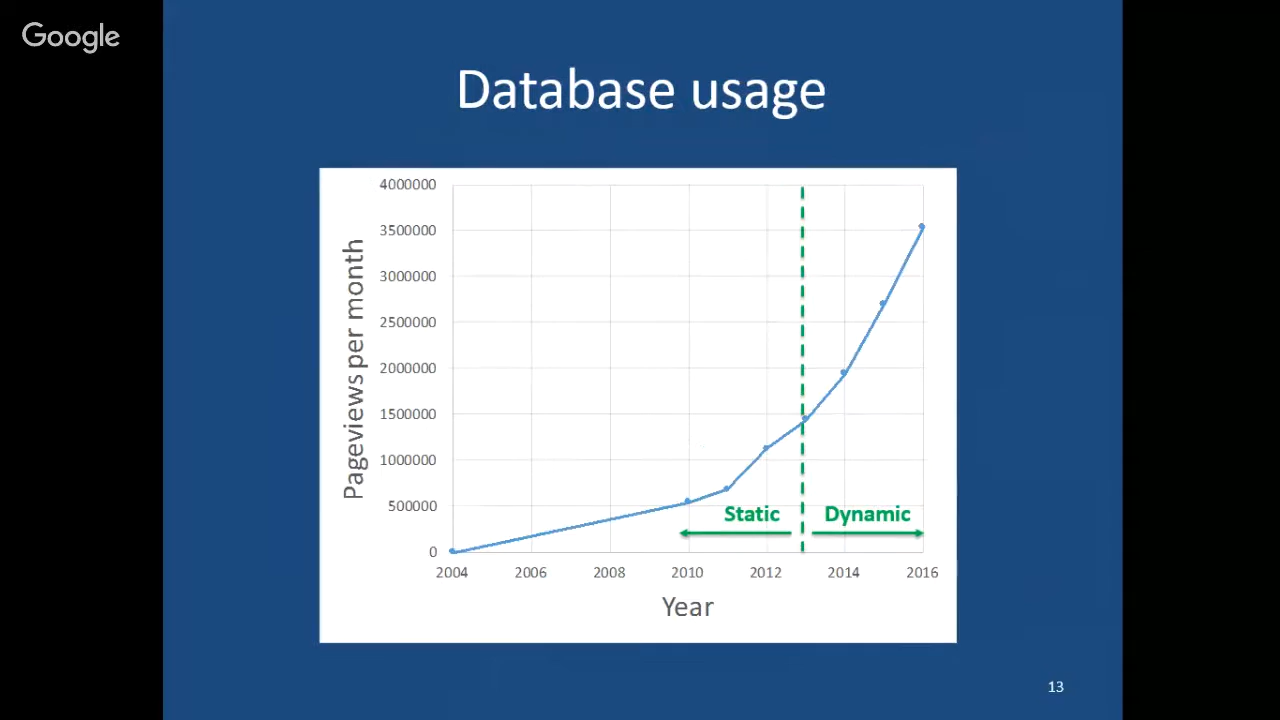 Google
Database usage
4000000
3500000
3000000
2500000
2000000
1500000
1000000
500000
0
Pageviews per month
Static
Dynamic
2004 2006 2008 2010 2012 2014 2016
Year
13